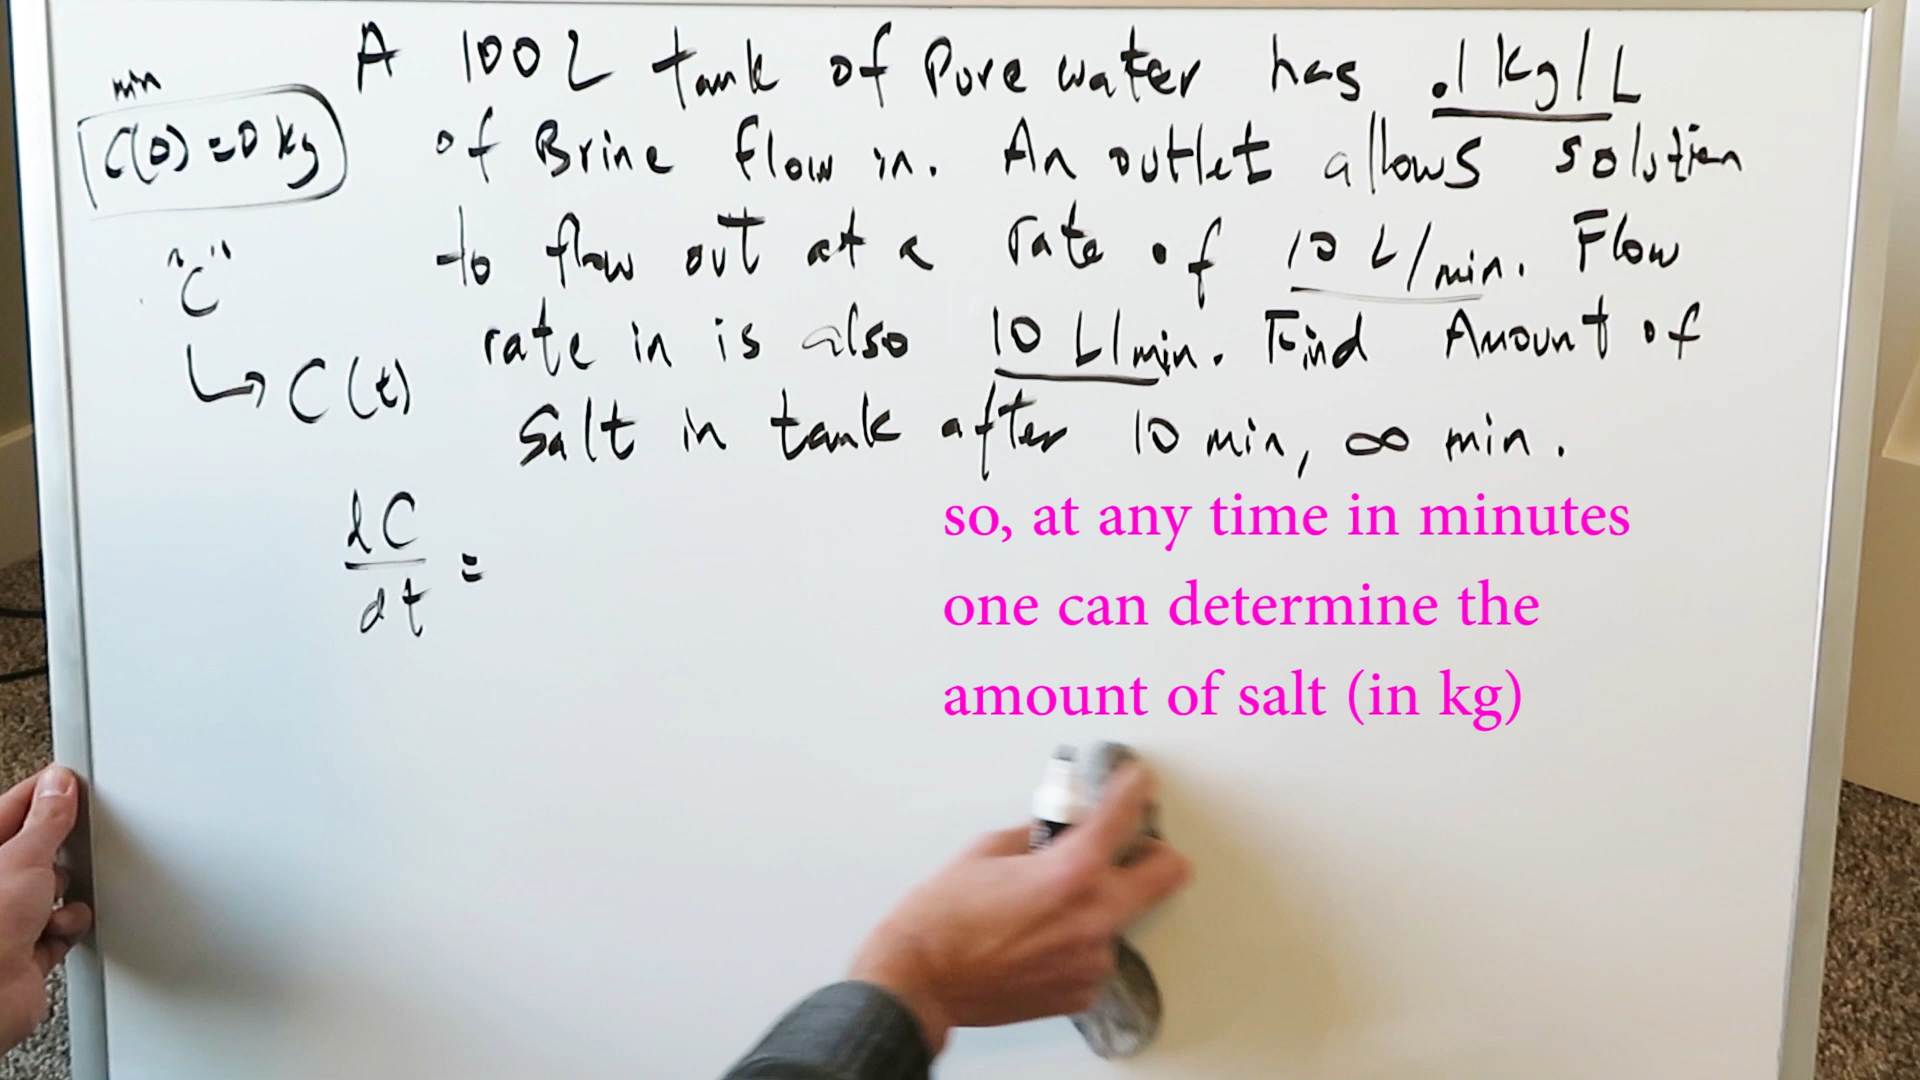 A 100 L tank of Pure water has .1 kg/L
of Brine flow in. An outlet allows solution
to flow out at a rate of 10 L/min. Flow
rate in is also 10 L/min. Find Amount of
Salt in tank after 10 min, ∞ min.
min
C(0) = 0 kg
"C"
↳ C(t)
dC/dt =
so, at any time in minutes
one can determine the
amount of salt (in kg)